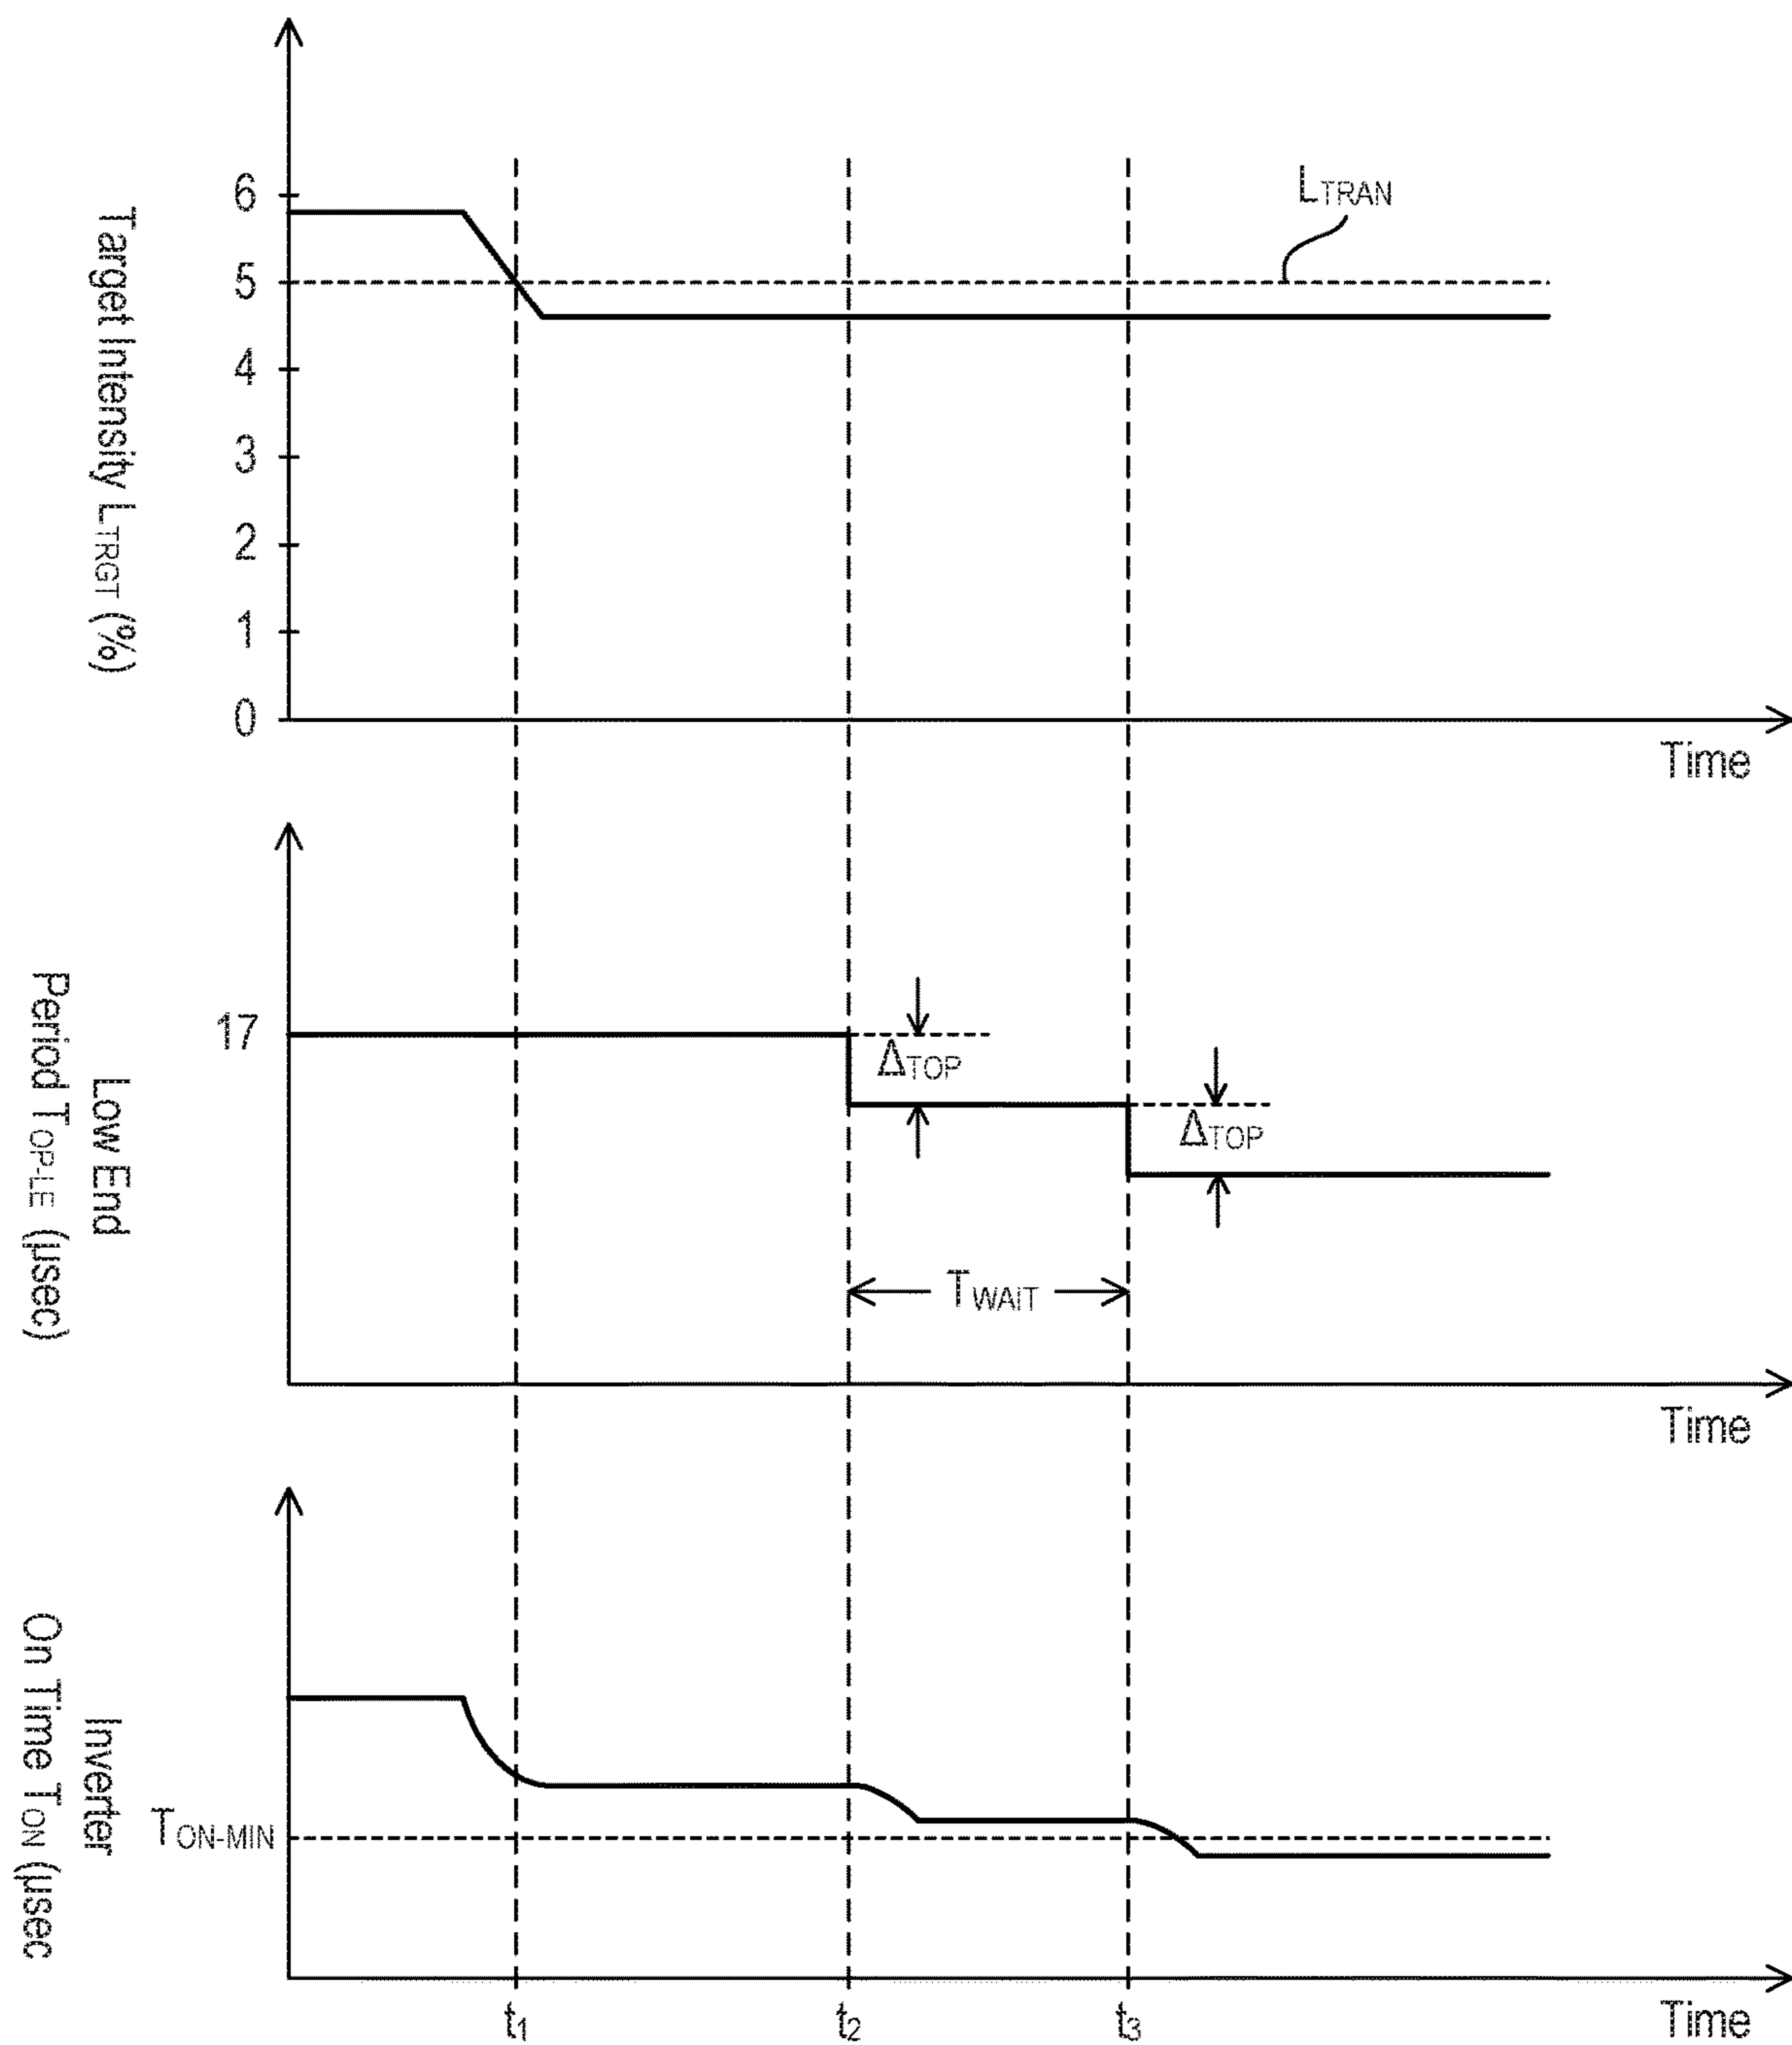 Target Intensity LTRGT (%)
6
5
4
3
2
1
0
LTRAN
Time
Low End
Period TOP-LE (µsec)
17
ΔTOP
ΔTOP
TWAIT
Time
Inverter
On Time TON (µsec
TON-MIN
t1
t2
t3
Time